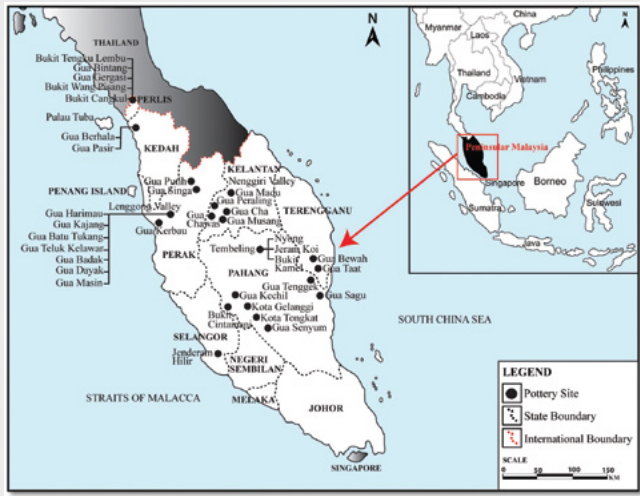 N
THAILAND
Bukit Tengku Lembu
Gua Bintang
Gua Gergasi
Bukit Wang Pisang
Bukit Cangkul
PERLIS
Pulau Tuba
Gua Berhala
Gua Pasir
KEDAH
PENANG ISLAND
Gua Putih
Gua Singa
Lenggong Valley
Gua Harimau
Gua Kajang
Gua Batu Tukang
Gua Teluk Kelawar
Gua Badak
Gua Dayak
Gua Masin
Gua Kerbau
PERAK
KELANTAN
Nenggiri Valley
Gua Madu
Gua Peraling
Gua Cha
Gua Musang
Gua
Chawas
TERENGGANU
Tembeling
Nyong
Jeram Koi
Bukit
Kamel
Gua Bewah
Gua Taat
Gua Tenggek
Gua Sagu
PAHANG
Gua Kechil
Kota Gelanggi
Kota Tongkat
Gua Senyum
Bukit
Cintamani
SELANGOR
Jenderam
Hilir
NEGERI
SEMBILAN
MELAKA
JOHOR
SINGAPORE
STRAITS OF MALACCA
SOUTH CHINA SEA
N
China
Myanmar
Laos
Thailand
Vietnam
Cambodia
Philippines
Peninsular Malaysia
Singapore
Borneo
Sumatra
Sulawesi
Java
LEGEND
Pottery Site
State Boundary
International Boundary
SCALE
0 50 100 150
KM